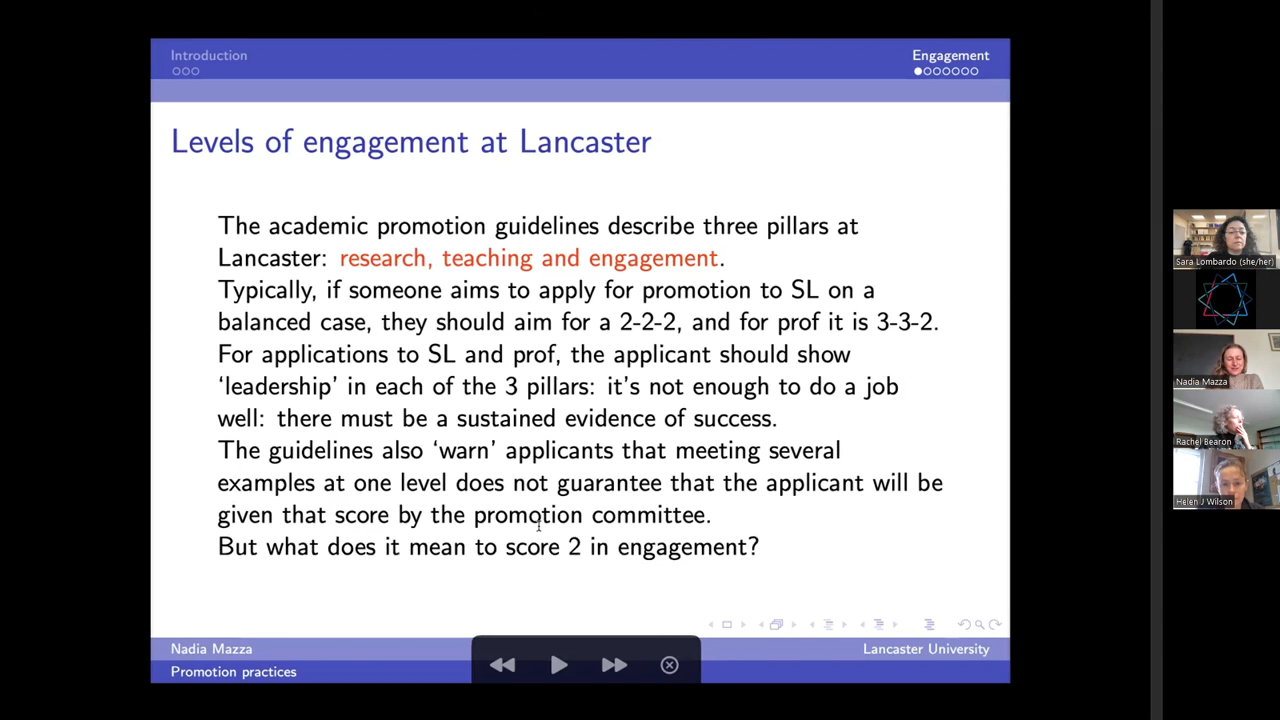 Introduction
Engagement
Levels of engagement at Lancaster
The academic promotion guidelines describe three pillars at
Lancaster: research, teaching and engagement.
Typically, if someone aims to apply for promotion to SL on a
balanced case, they should aim for a 2-2-2, and for prof it is 3-3-2.
For applications to SL and prof, the applicant should show
‘leadership’ in each of the 3 pillars: it’s not enough to do a job
well: there must be a sustained evidence of success.
The guidelines also ‘warn’ applicants that meeting several
examples at one level does not guarantee that the applicant will be
given that score by the promotion committee.
But what does it mean to score 2 in engagement?
Nadia Mazza
Lancaster University
Promotion practices
Sara Lombardo (she/her)
Nadia Mazza
Rachel Bearon
Helen J Wilson